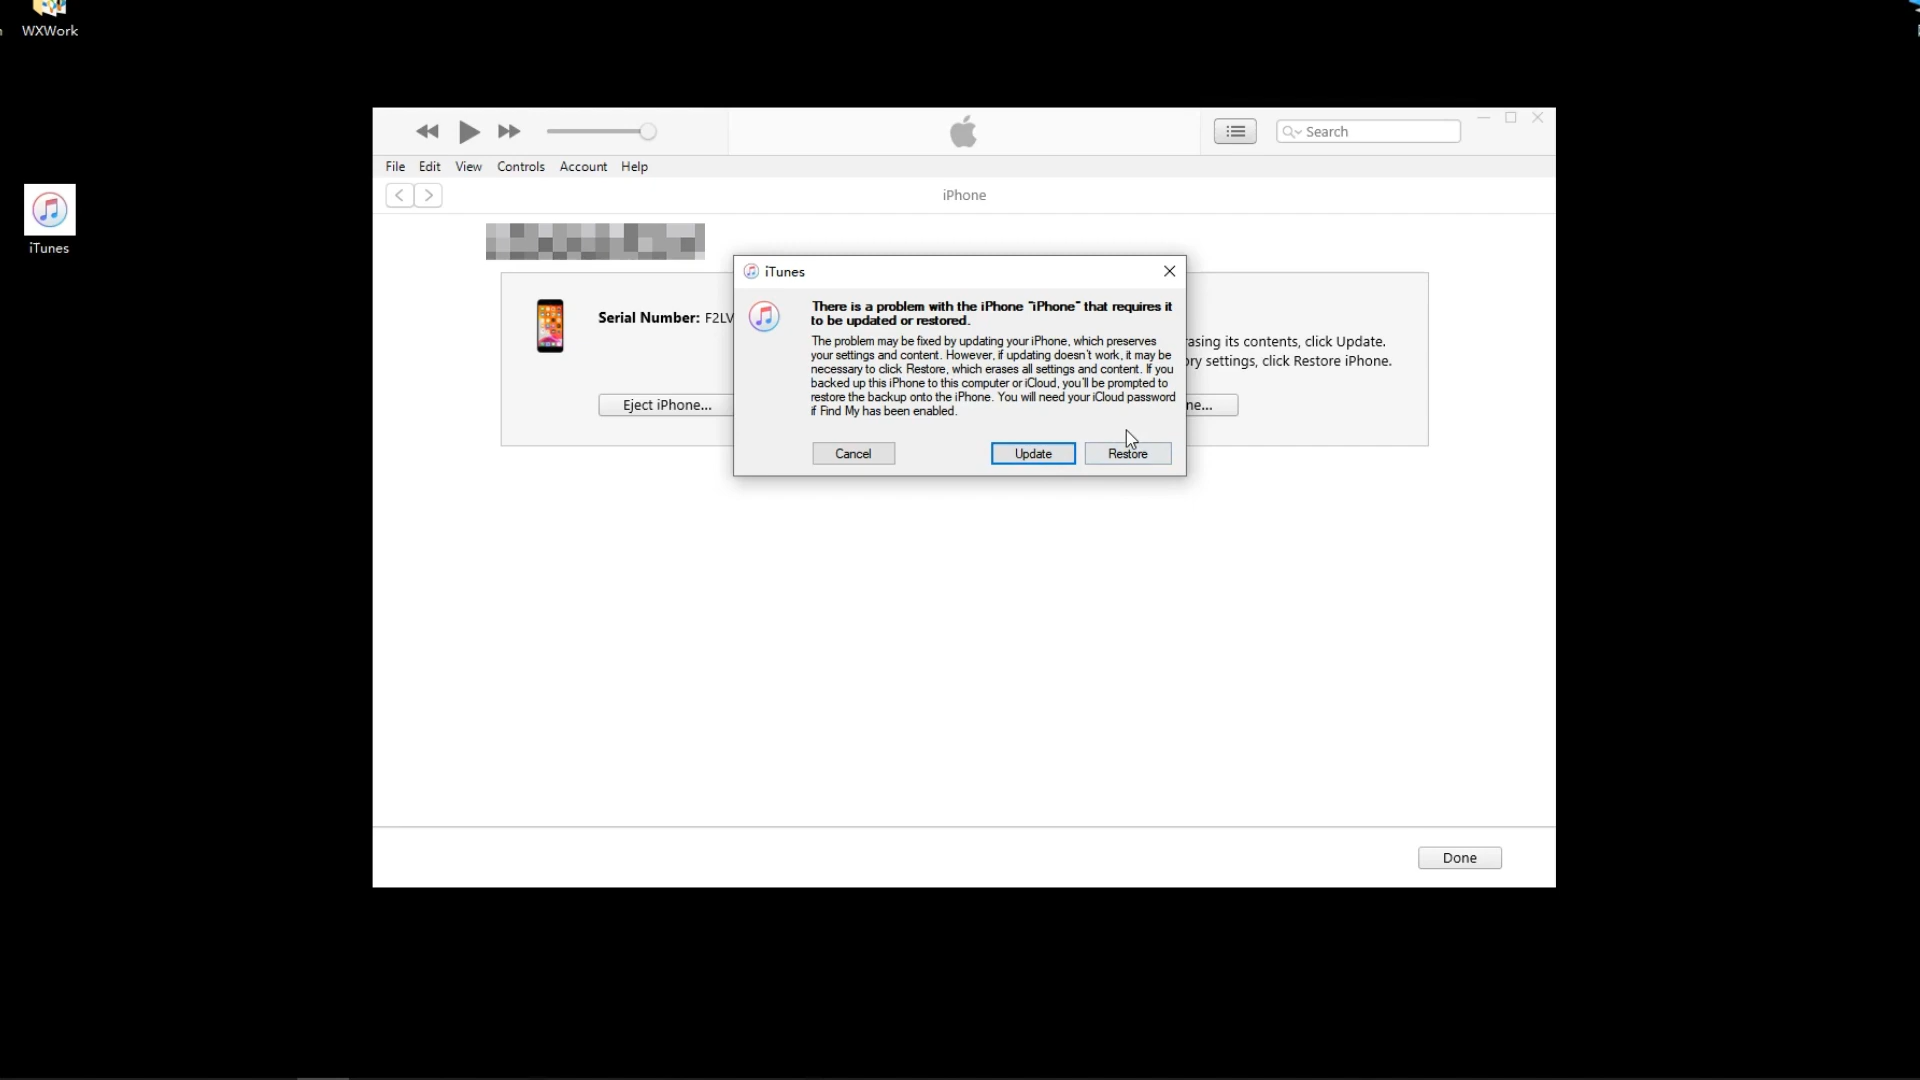 WXWork
iTunes
Search
File Edit View Controls Account Help
iPhone
iTunes
There is a problem with the iPhone "iPhone" that requires it
to be updated or restored.
The problem may be fixed by updating your iPhone, which preserves
your settings and content. However, if updating doesn't work, it may be
necessary to click Restore, which erases all settings and content. If you
backed up this iPhone to this computer or iCloud, you'll be prompted to
restore the backup onto the iPhone. You will need your iCloud password
if Find My has been enabled.
Cancel Update Restore
Serial Number: F2LV
Eject iPhone...
asing its contents, click Update.
ory settings, click Restore iPhone.
ne...
Done